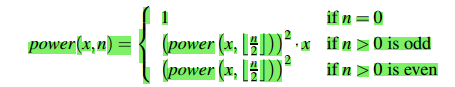 1 if n = 0
power(x,n) = { (power (x, ⌊n/2⌋))² · x if n > 0 is odd
(power (x, ⌊n/2⌋))² if n > 0 is even